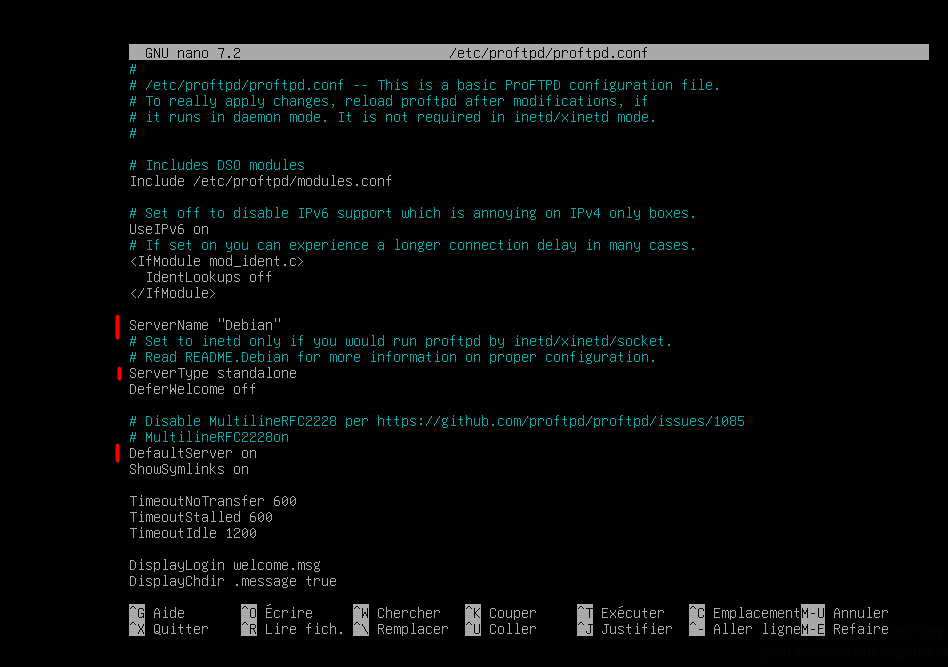 GNU nano 7.2 /etc/proftpd/proftpd.conf
#
# /etc/proftpd/proftpd.conf -- This is a basic ProFTPD configuration file.
# To really apply changes, reload proftpd after modifications, if
# it runs in daemon mode. It is not required in inetd/xinetd mode.
#
# Includes DSO modules
Include /etc/proftpd/modules.conf
# Set off to disable IPv6 support which is annoying on IPv4 only boxes.
UseIPv6 on
# If set on you can experience a longer connection delay in many cases.
<IfModule mod_ident.c>
IdentLookups off
</IfModule>
ServerName "Debian"
# Set to inetd only if you would run proftpd by inetd/xinetd/socket.
# Read README.Debian for more information on proper configuration.
ServerType standalone
DeferWelcome off
# Disable MultilineRFC2228 per https://github.com/proftpd/proftpd/issues/1085
# MultilineRFC2228on
DefaultServer on
ShowSymlinks on
TimeoutNoTransfer 600
TimeoutStalled 600
TimeoutIdle 1200
DisplayLogin welcome.msg
DisplayChdir .message true
^G Aide ^O Écrire ^W Chercher ^K Couper ^T Exécuter ^C Emplacement M-U Annuler
^X Quitter ^R Lire fich. ^\ Remplacer ^U Coller ^J Justifier ^- Aller ligne M-E Refaire